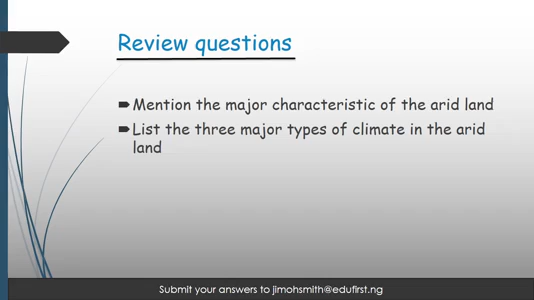 Review questions
Mention the major characteristic of the arid land
List the three major types of climate in the arid
land
Submit your answers to jimohsmith@edufirst.ng